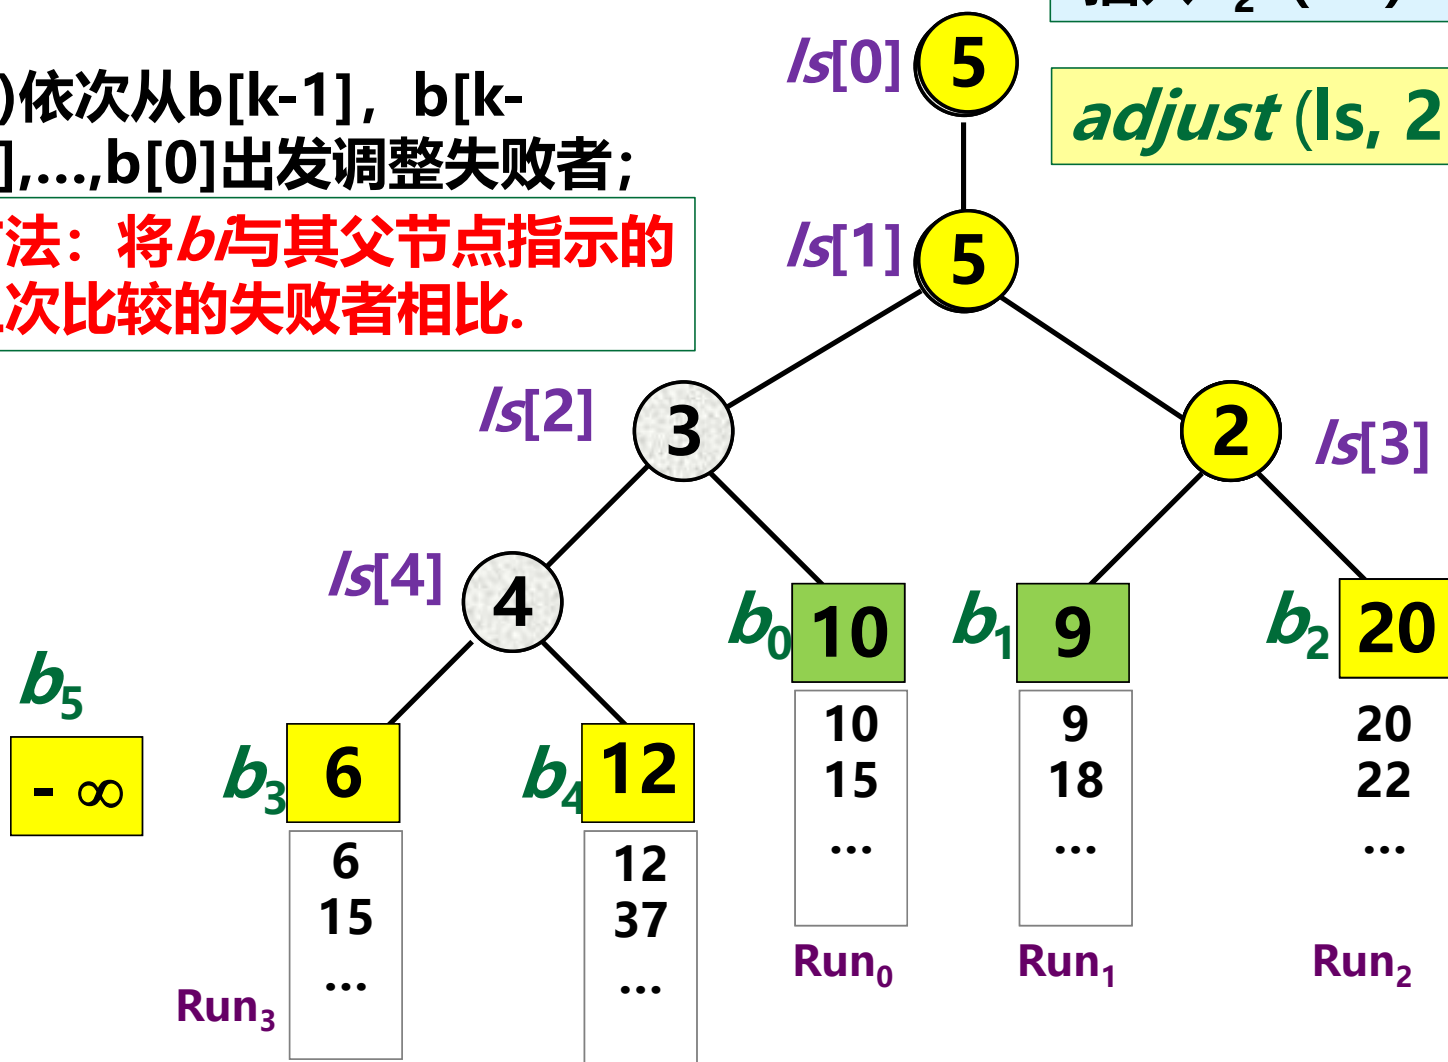 )依次从b[k-1]，b[k-
],...,b[0]出发调整失败者；
法：将bi与其父节点指示的
次比较的失败者相比.
adjust (ls, 2
ls[0]
5
ls[1]
5
ls[2]
3
2
ls[3]
ls[4]
4
b0
10
b1
9
b2
20
b5
- ∞
b3
6
b4
12
10
15
...
9
18
...
20
22
...
6
15
...
12
37
...
Run0
Run1
Run2
Run3